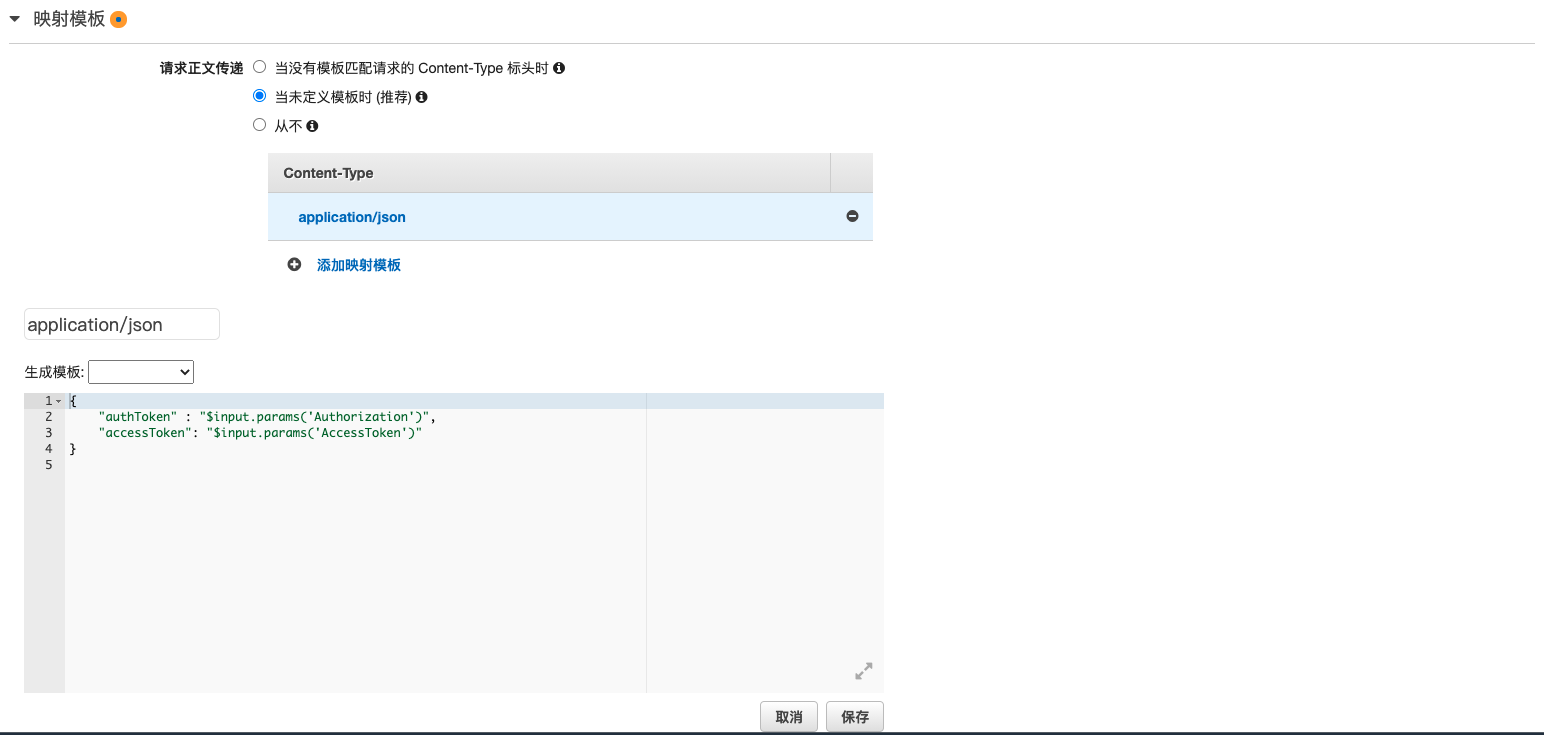 映射模板
请求正文传递
当没有模板匹配请求的 Content-Type 标头时
当未定义模板时 (推荐)
从不
Content-Type
application/json
添加映射模板
application/json
生成模板:
1 {
2 "authToken" : "$input.params('Authorization')",
3 "accessToken": "$input.params('AccessToken')"
4 }
5
取消 保存